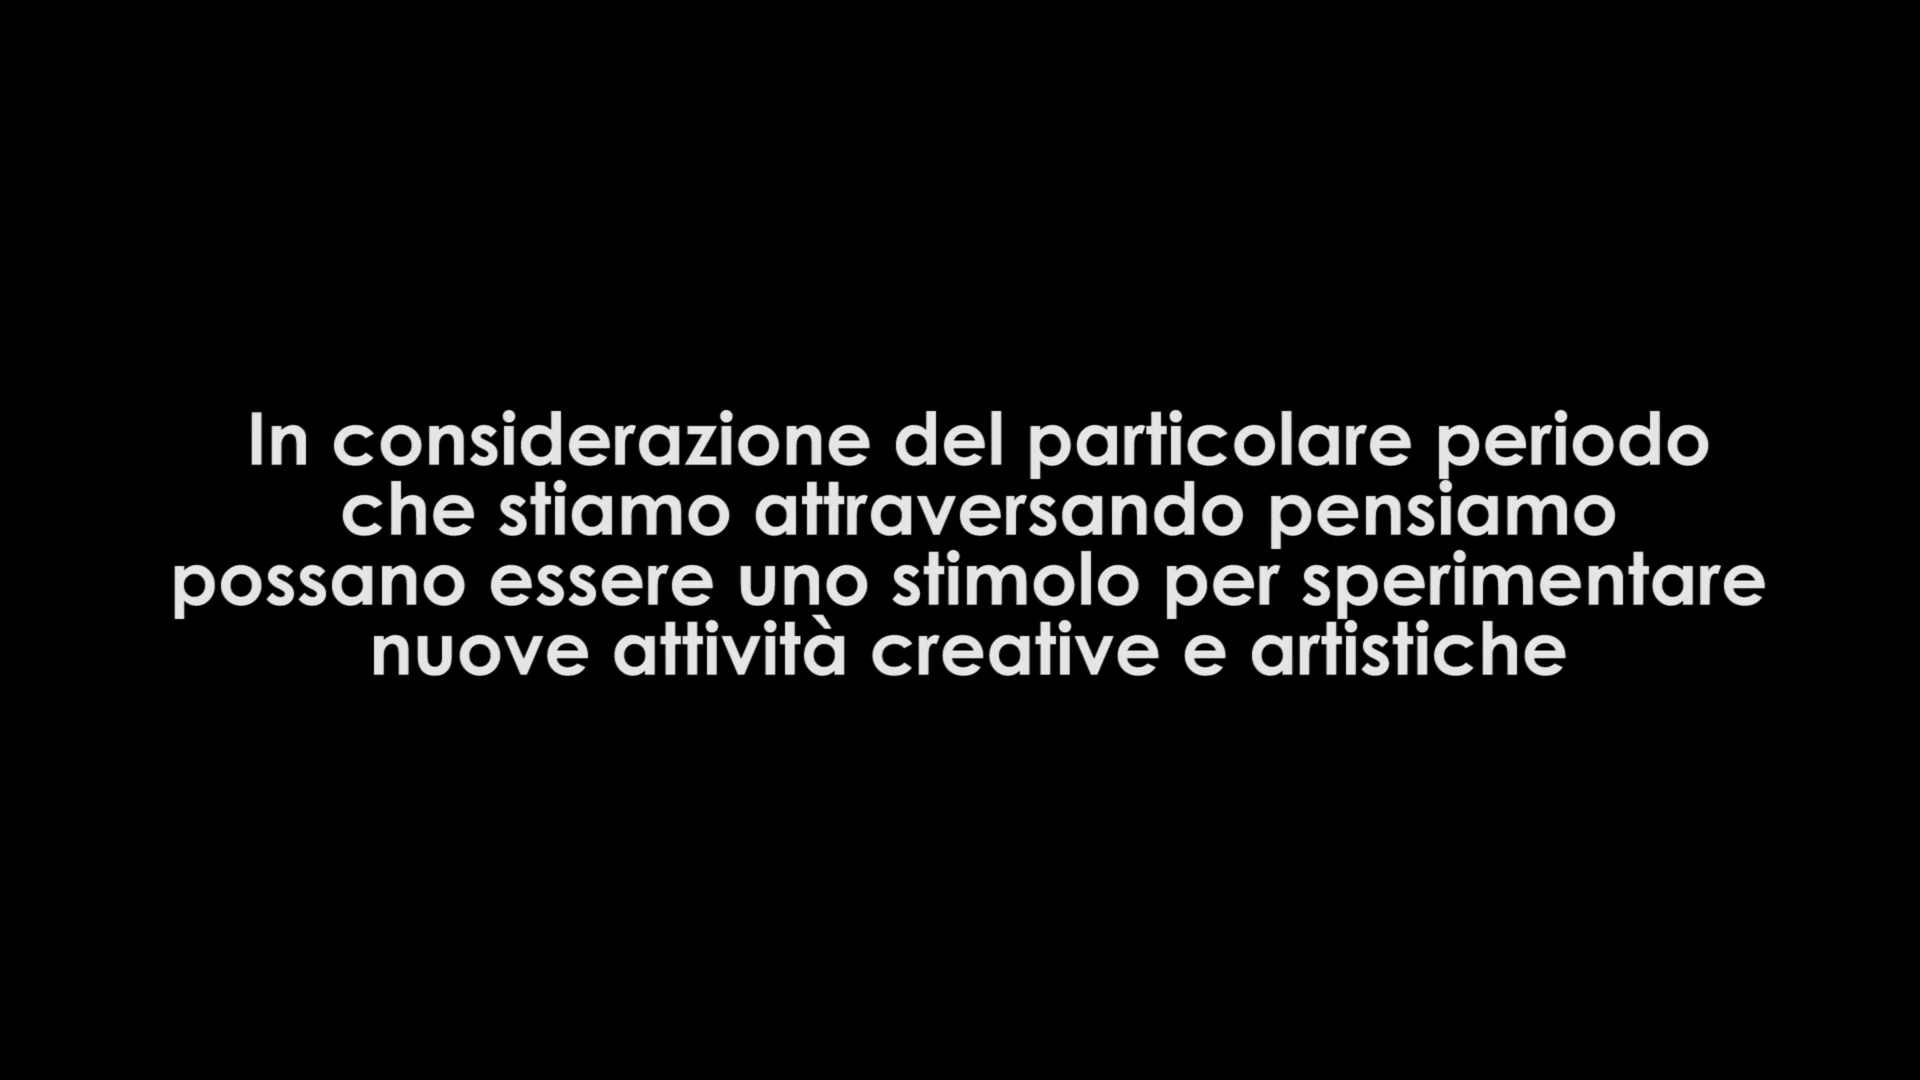 In considerazione del particolare periodo
che stiamo attraversando pensiamo
possano essere uno stimolo per sperimentare
nuove attività creative e artistiche